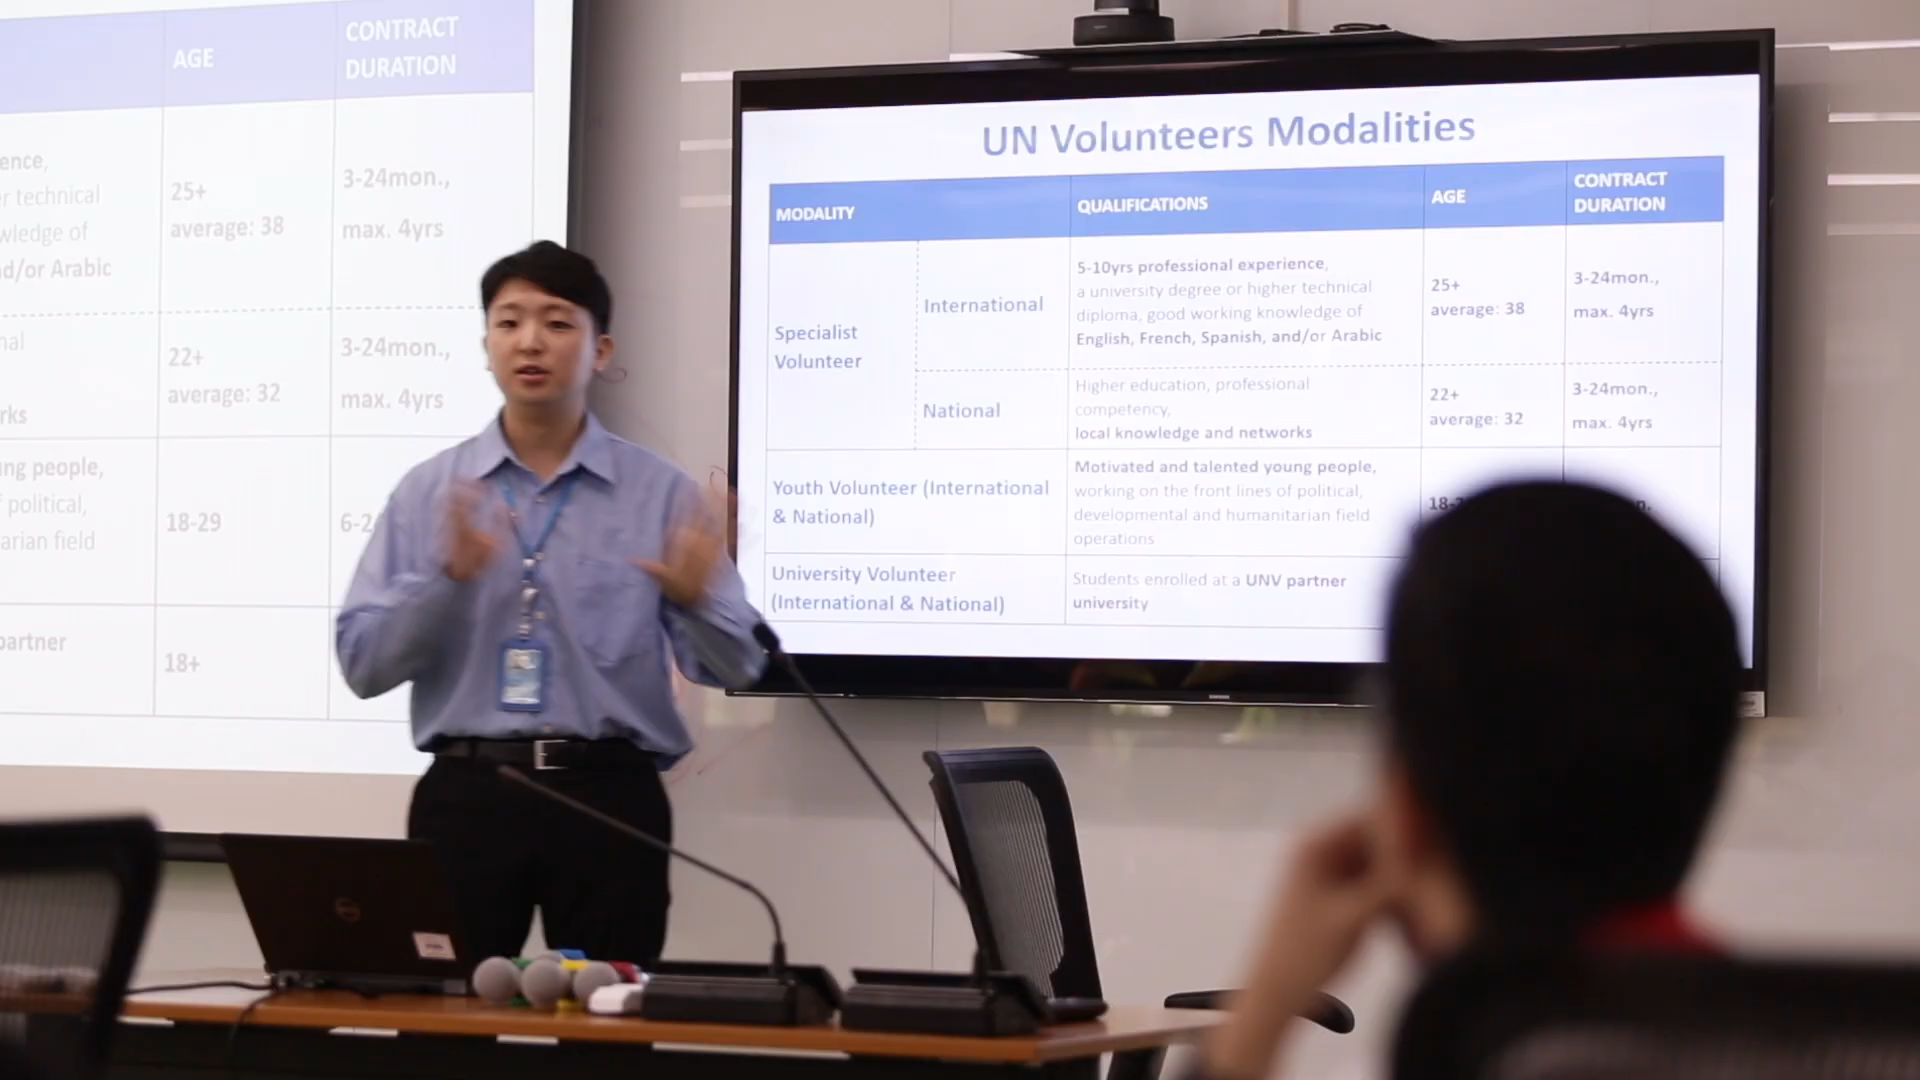 AGE
CONTRACT
DURATION
ence,
r technical
wledge of
nd/or Arabic
25+
average: 38
3-24mon.,
max. 4yrs
nal
rks
22+
average: 32
3-24mon.,
max. 4yrs
ng people,
f political,
arian field
18-29
6-2
partner
18+
UN Volunteers Modalities
MODALITY
QUALIFICATIONS
AGE
CONTRACT
DURATION
Specialist
Volunteer
International
5-10yrs professional experience,
a university degree or higher technical
diploma, good working knowledge of
English, French, Spanish, and/or Arabic
25+
average: 38
3-24mon.,
max. 4yrs
National
Higher education, professional
competency,
local knowledge and networks
22+
average: 32
3-24mon.,
max. 4yrs
Youth Volunteer (International
& National)
Motivated and talented young people,
working on the front lines of political,
developmental and humanitarian field
operations
18-
University Volunteer
(International & National)
Students enrolled at a UNV partner
university
SAMSUNG
DELL